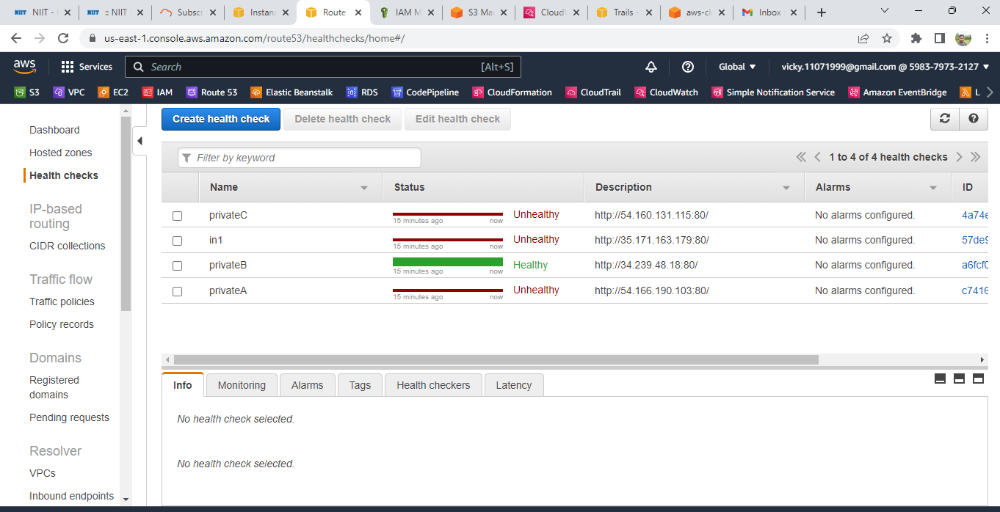 NIIT - 
NIIT :: NIIT
Subscr
Instanc
Route
IAM M
S3 Ma
CloudW
Trails -
aws-cl
Inbox
us-east-1.console.aws.amazon.com/route53/healthchecks/home#/
aws
Services
Search
[Alt+S]
Global
vicky.11071999@gmail.com @ 5983-7973-2127
S3
VPC
EC2
IAM
Route 53
Elastic Beanstalk
RDS
CodePipeline
CloudFormation
CloudTrail
CloudWatch
Simple Notification Service
Amazon EventBridge
L
Dashboard
Hosted zones
Health checks
IP-based
routing
CIDR collections
Traffic flow
Traffic policies
Policy records
Domains
Registered
domains
Pending requests
Resolver
VPCs
Inbound endpoints
Create health check
Delete health check
Edit health check
Filter by keyword
1 to 4 of 4 health checks
Name Status Description Alarms ID
privateC 15 minutes ago now Unhealthy http://54.160.131.115:80/ No alarms configured. 4a74e
in1 15 minutes ago now Unhealthy http://35.171.163.179:80/ No alarms configured. 57de9
privateB 15 minutes ago now Healthy http://34.239.48.18:80/ No alarms configured. a6fcf0
privateA 15 minutes ago now Unhealthy http://54.166.190.103:80/ No alarms configured. c7416
Info
Monitoring
Alarms
Tags
Health checkers
Latency
No health check selected.
No health check selected.